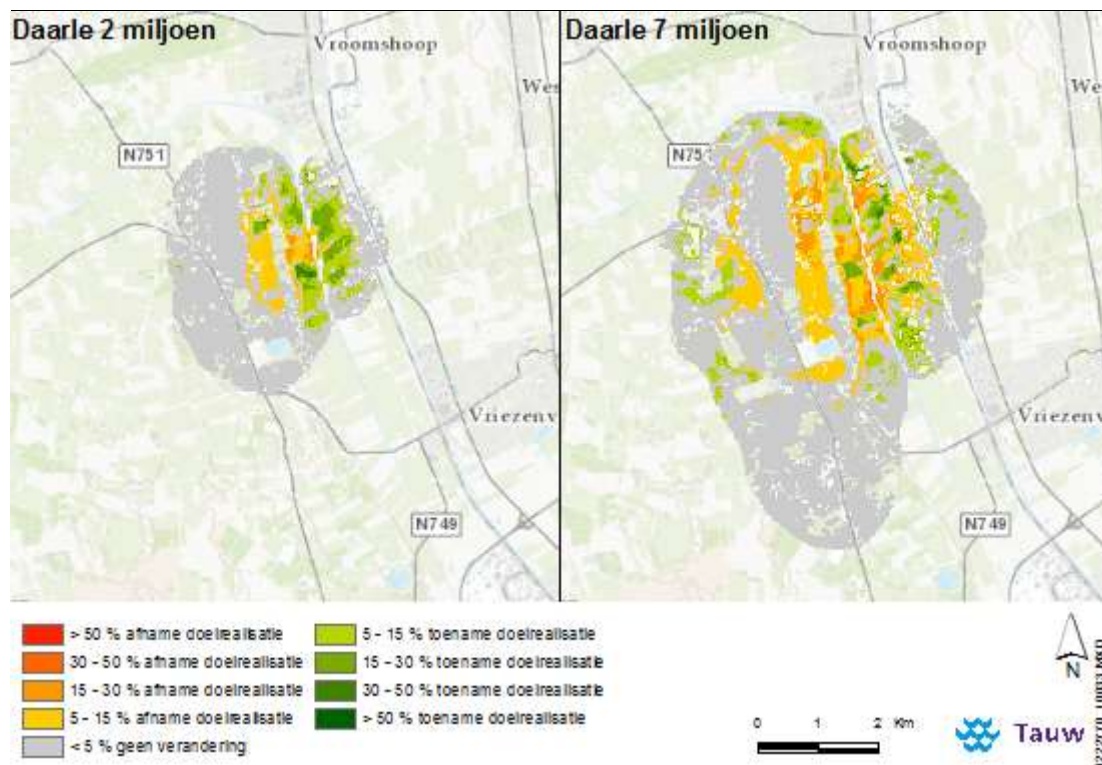 Daarle 2 miljoen
Daarle 7 miljoen
Vroomshoop
Vroomshoop
N751
Vriezenv
Vriezenv
N749
N749
> 50 % afname doelrealisatie
30 - 50 % afname doelrealisatie
15 - 30 % afname doelrealisatie
5 - 15 % afname doelrealisatie
< 5 % geen verandering
5 - 15 % toename doelrealisatie
15 - 30 % toename doelrealisatie
30 - 50 % toename doelrealisatie
> 50 % toename doelrealisatie
N
0 1 2 Km
Tauw